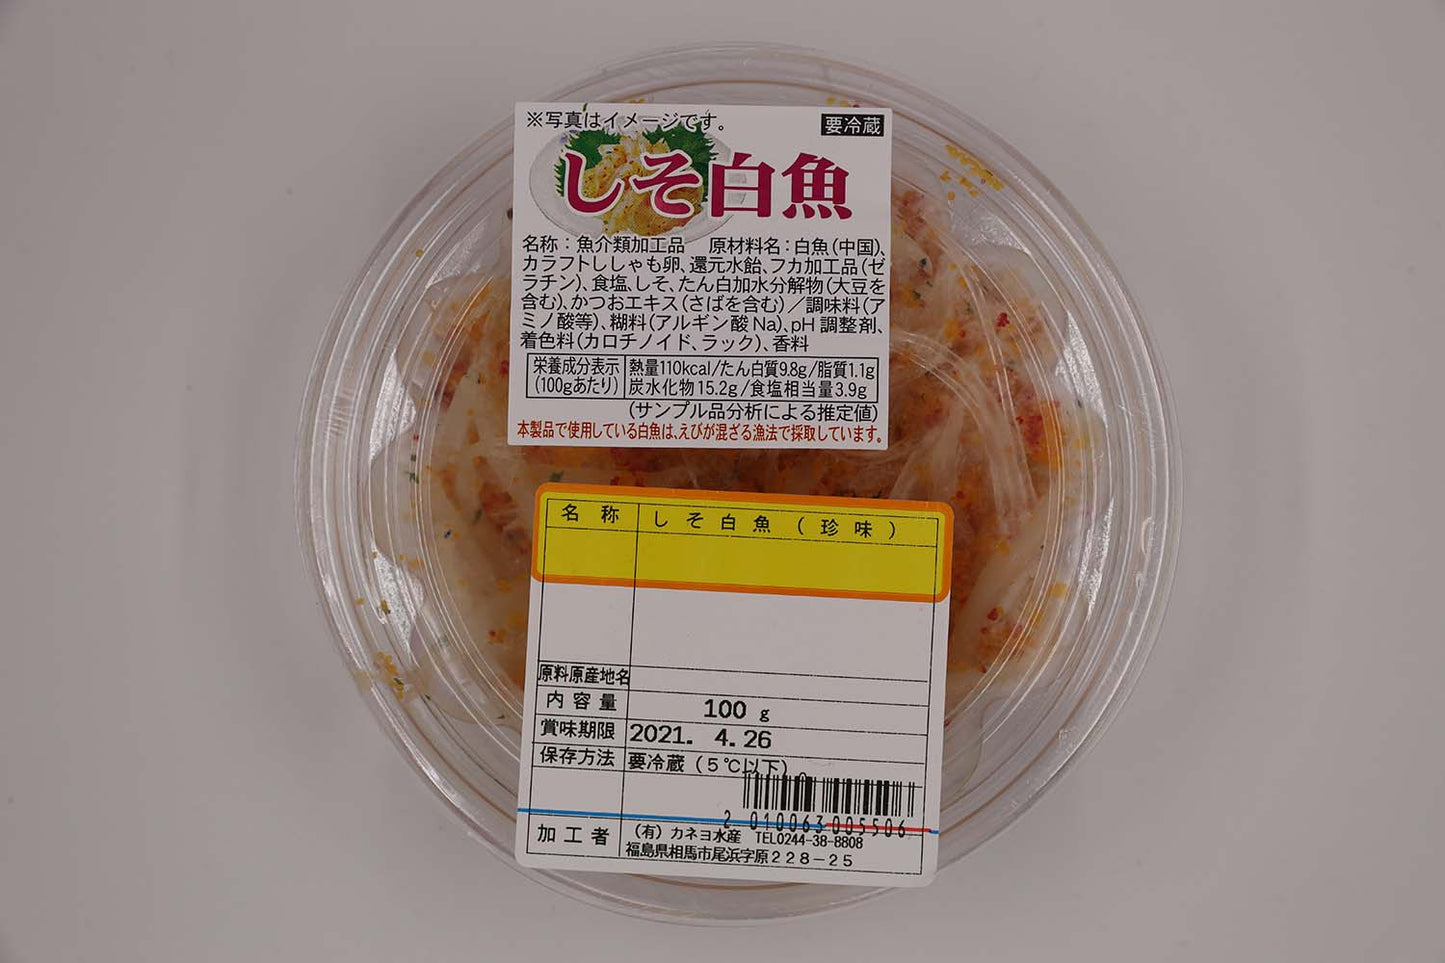 ※写真はイメージです。
要冷蔵
しそ白魚
名称：魚介類加工品　原材料名：白魚（中国）、
カラフトししゃも卵、還元水飴、フカ加工品（ゼ
ラチン）、食塩、しそ、たん白加水分解物（大豆を
含む）、かつおエキス（さばを含む）／調味料（ア
ミノ酸等）、糊料（アルギン酸Na）、pH調整剤、
着色料（カロチノイド、ラック）、香料
栄養成分表示
（100gあたり）
熱量110kcal/たん白質9.8g/脂質1.1g
炭水化物15.2g/食塩相当量3.9g
（サンプル品分析による推定値）
本製品で使用している白魚は、えびが混ざる漁法で採取しています。
名称　しそ白魚（珍味）
原料原産地名
内容量　100 g
賞味期限　2021. 4.26
保存方法　要冷蔵（5℃以下）
2 010063 005506
加工者　（有）カネヨ水産　TEL0244-38-8808
福島県相馬市尾浜字原228-25